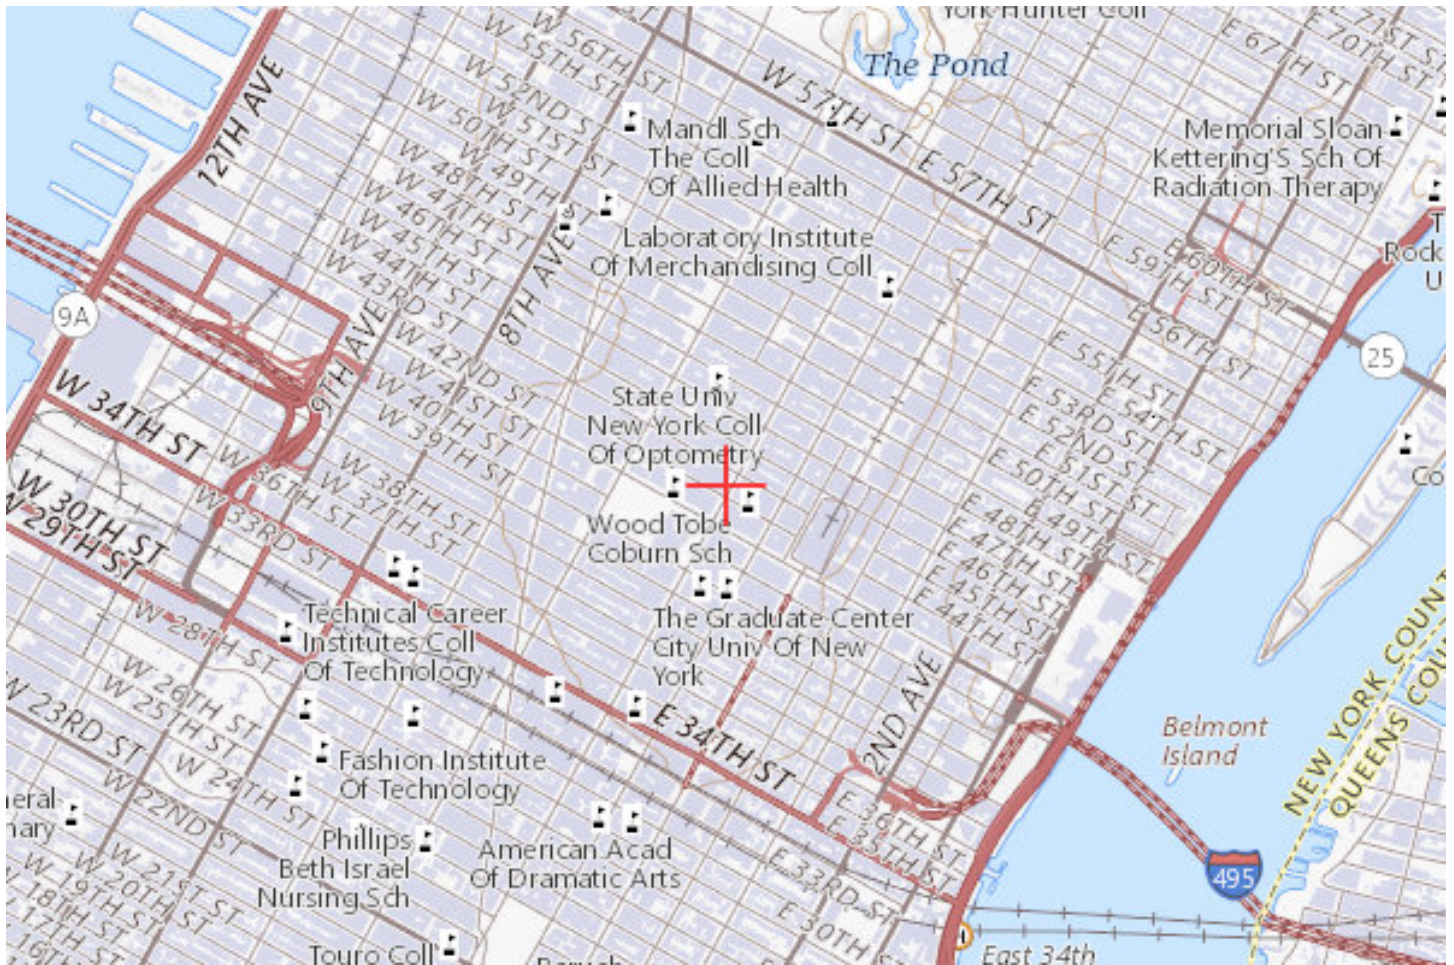 York Hunter Coll
W 56TH ST
W 55TH ST
W 57TH ST
E 67TH ST
E 70TH ST
The Pond
W 52ND ST
W 51ST ST
W 50TH ST
W 49TH ST
W 48TH ST
W 47TH ST
W 46TH ST
W 45TH ST
W 44TH ST
W 43RD ST
W 42ND ST
W 41ST ST
W 40TH ST
W 39TH ST
W 38TH ST
W 37TH ST
W 36TH ST
12TH AVE
Mandl Sch
The Coll
Of Allied Health
E 57TH ST
Memorial Sloan
Kettering'S Sch Of
Radiation Therapy
Laboratory Institute
Of Merchandising Coll
8TH AVE
9TH AVE
Rock
U
E 60TH ST
E 59TH ST
E 56TH ST
E 55TH ST
E 54TH ST
E 53RD ST
E 52ND ST
E 51ST ST
E 50TH ST
E 49TH ST
E 48TH ST
E 47TH ST
E 46TH ST
E 45TH ST
E 44TH ST
9A
25
State Univ
New York Coll
Of Optometry
W 34TH ST
W 33RD ST
W 30TH ST
W 29TH ST
W 28TH ST
Co
Wood Tobe
Coburn Sch
Technical Career
Institutes Coll
Of Technology
The Graduate Center
City Univ Of New
York
W 26TH ST
W 25TH ST
W 24TH ST
W 23RD ST
W 22ND ST
E 34TH ST
2ND AVE
Belmont
Island
NEW YORK COUNT
QUEENS COU
Fashion Institute
Of Technology
E 36TH ST
E 35TH ST
E 33RD ST
E 30TH
Phillips
Beth Israel
Nursing Sch
American Acad
Of Dramatic Arts
495
W 21ST ST
W 20TH ST
W 19TH ST
W 18TH ST
W 17TH ST
W 16TH ST
Touro Coll
Baruch
H
East 34th